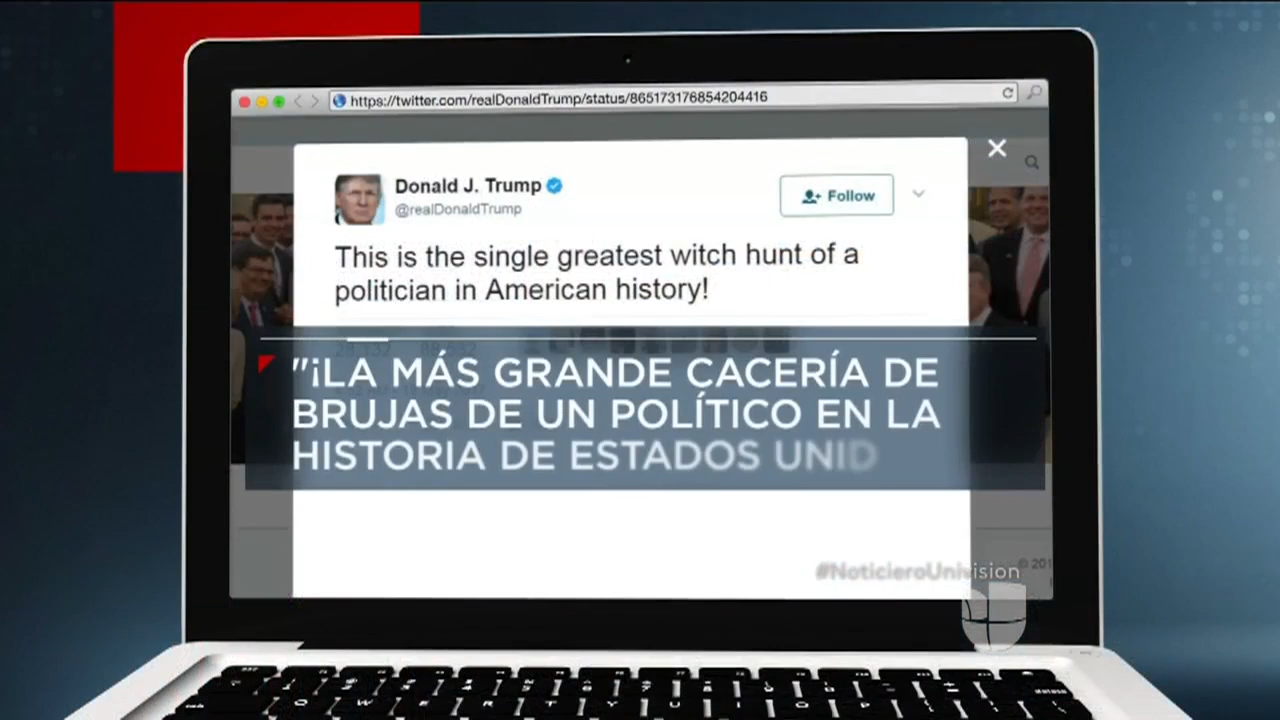 https://twitter.com/realDonaldTrump/status/865173176854204416
Donald J. Trump
@realDonaldTrump
Follow
This is the single greatest witch hunt of a
politician in American history!
"¡LA MÁS GRANDE CACERÍA DE
BRUJAS DE UN POLÍTICO EN LA
HISTORIA DE ESTADOS UNID
#NoticieroUnivision